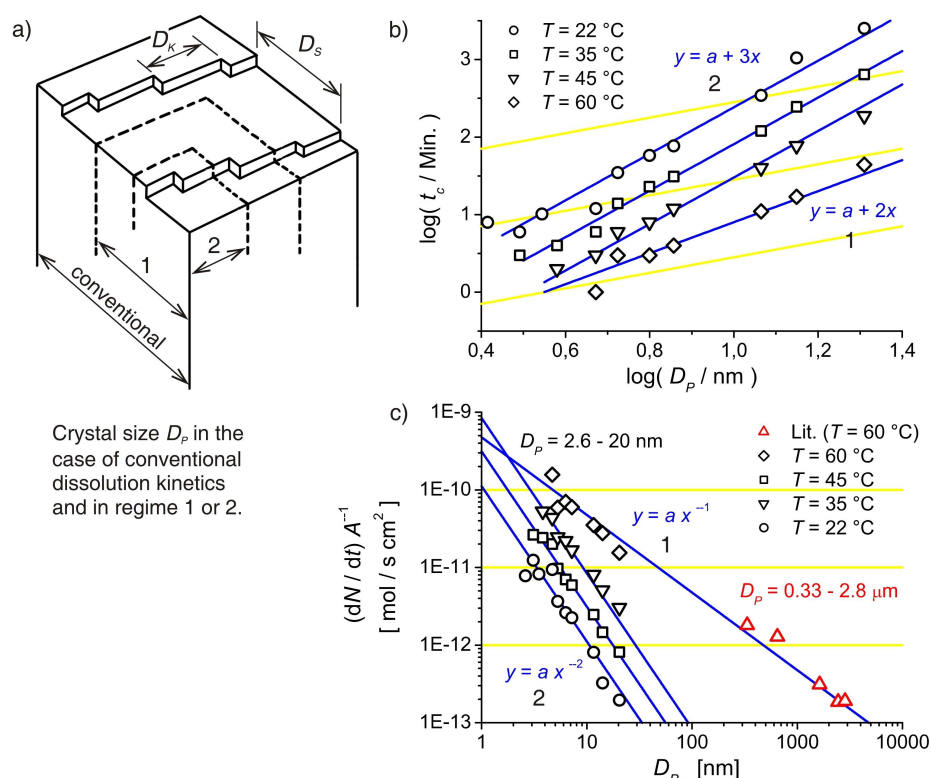 a)
D_K
D_S
1
2
conventional
Crystal size D_P in the
case of conventional
dissolution kinetics
and in regime 1 or 2.
b)
T = 22 °C
T = 35 °C
T = 45 °C
T = 60 °C
y = a + 3x
2
y = a + 2x
1
log( t_c / Min. )
3
2
1
0
0,4
0,6
0,8
1,0
1,2
1,4
log( D_P / nm )
c)
1E-9
1E-10
1E-11
1E-12
1E-13
(dN / dt) A⁻¹
[ mol / s cm² ]
D_P = 2.6 - 20 nm
Lit. (T = 60 °C)
T = 60 °C
T = 45 °C
T = 35 °C
T = 22 °C
y = a x⁻¹
1
D_P = 0.33 - 2.8 µm
y = a x⁻²
2
1
10
100
1000
10000
D_P [nm]